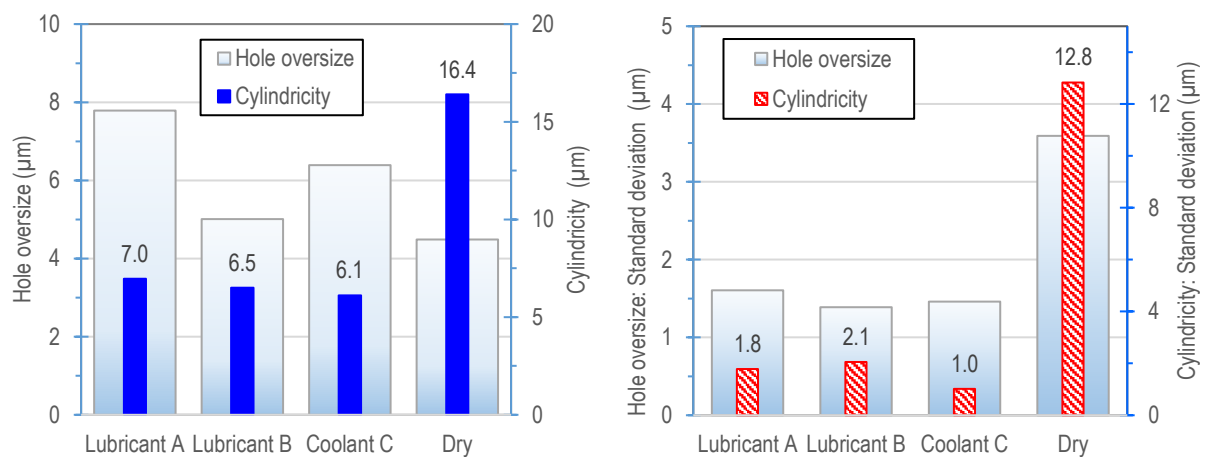 Hole oversize (µm)
10
8
6
4
2
0
Hole oversize
Cylindricity
7.0
6.5
6.1
16.4
20
15
10
5
0
Cylindricity (µm)
Lubricant A
Lubricant B
Coolant C
Dry
Hole oversize: Standard deviation (µm)
5
4
3
2
1
0
Hole oversize
Cylindricity
1.8
2.1
1.0
12.8
12
8
4
0
Cylindricity: Standard deviation (µm)
Lubricant A
Lubricant B
Coolant C
Dry